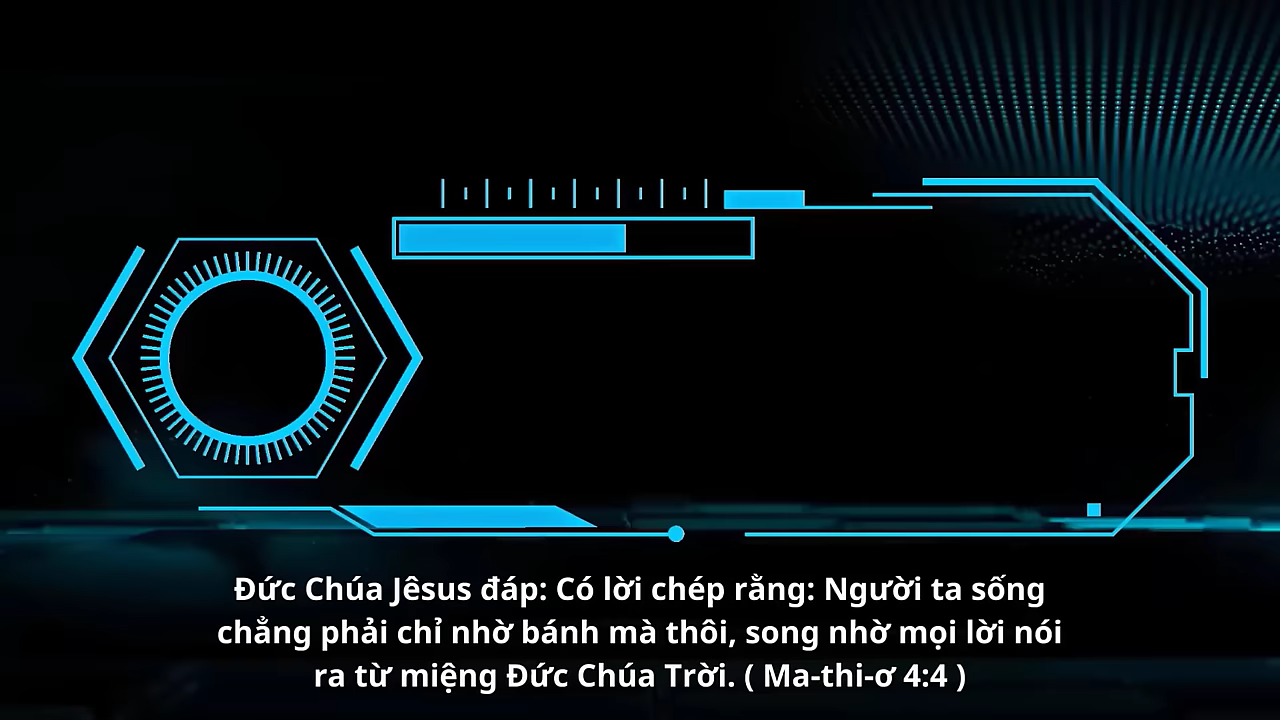 Đức Chúa Jêsus đáp: Có lời chép rằng: Người ta sống
chẳng phải chỉ nhờ bánh mà thôi, song nhờ mọi lời nói
ra từ miệng Đức Chúa Trời. ( Ma-thi-ơ 4:4 )